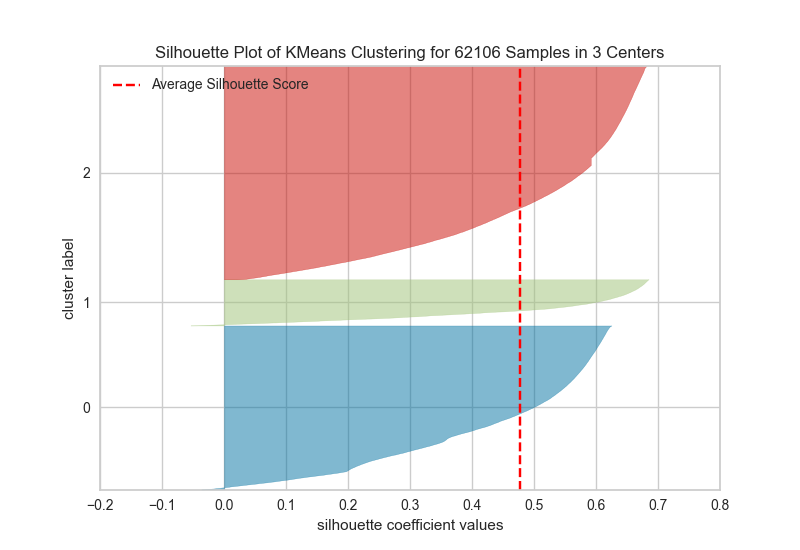 Silhouette Plot of KMeans Clustering for 62106 Samples in 3 Centers
Average Silhouette Score
cluster label
2
1
0
−0.2 −0.1 0.0 0.1 0.2 0.3 0.4 0.5 0.6 0.7 0.8
silhouette coefficient values